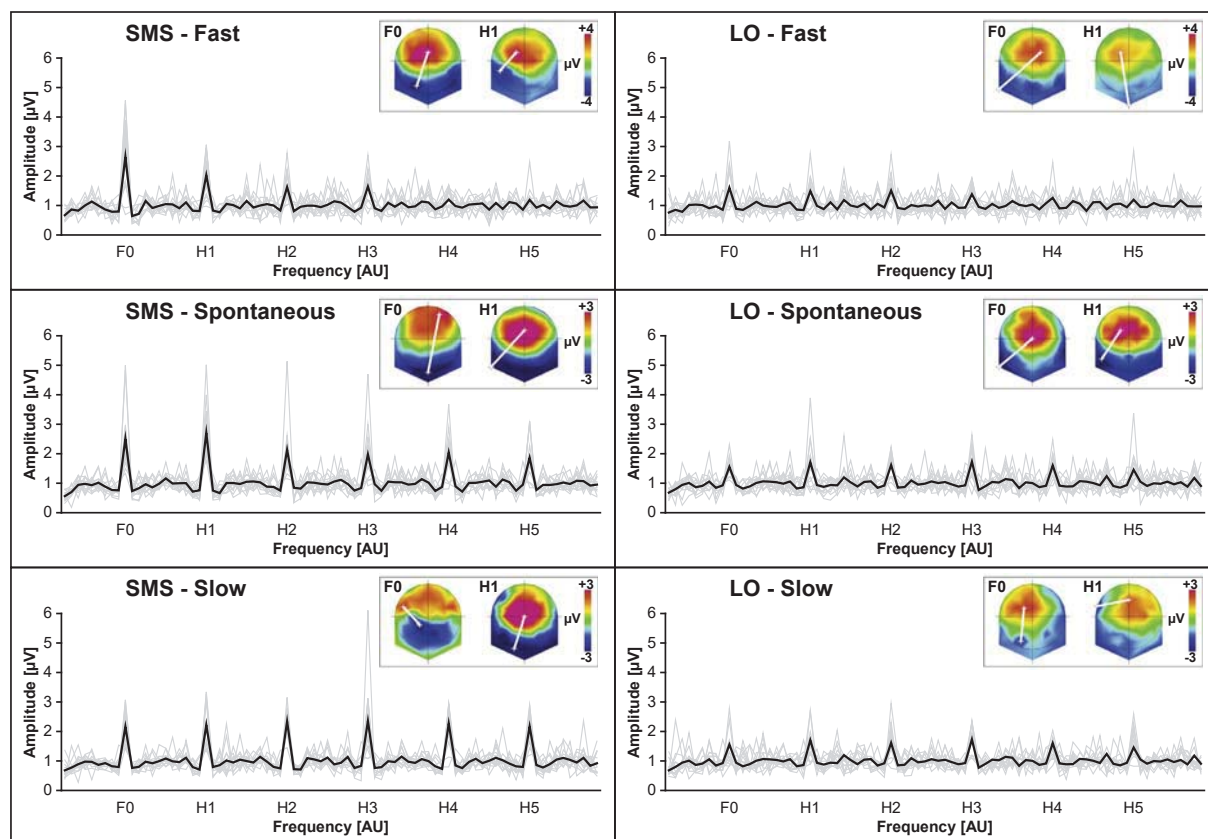 SMS - Fast
F0 H1 +4
µV
-4
6
5
4
3
2
1
0
Amplitude [µV]
F0 H1 H2 H3 H4 H5
Frequency [AU]
LO - Fast
F0 H1 +4
µV
-4
6
5
4
3
2
1
0
Amplitude [µV]
F0 H1 H2 H3 H4 H5
Frequency [AU]
SMS - Spontaneous
F0 H1 +3
µV
-3
6
5
4
3
2
1
0
Amplitude [µV]
F0 H1 H2 H3 H4 H5
Frequency [AU]
LO - Spontaneous
F0 H1 +3
µV
-3
6
5
4
3
2
1
0
Amplitude [µV]
F0 H1 H2 H3 H4 H5
Frequency [AU]
SMS - Slow
F0 H1 +3
µV
-3
6
5
4
3
2
1
0
Amplitude [µV]
F0 H1 H2 H3 H4 H5
Frequency [AU]
LO - Slow
F0 H1 +3
µV
-3
6
5
4
3
2
1
0
Amplitude [µV]
F0 H1 H2 H3 H4 H5
Frequency [AU]